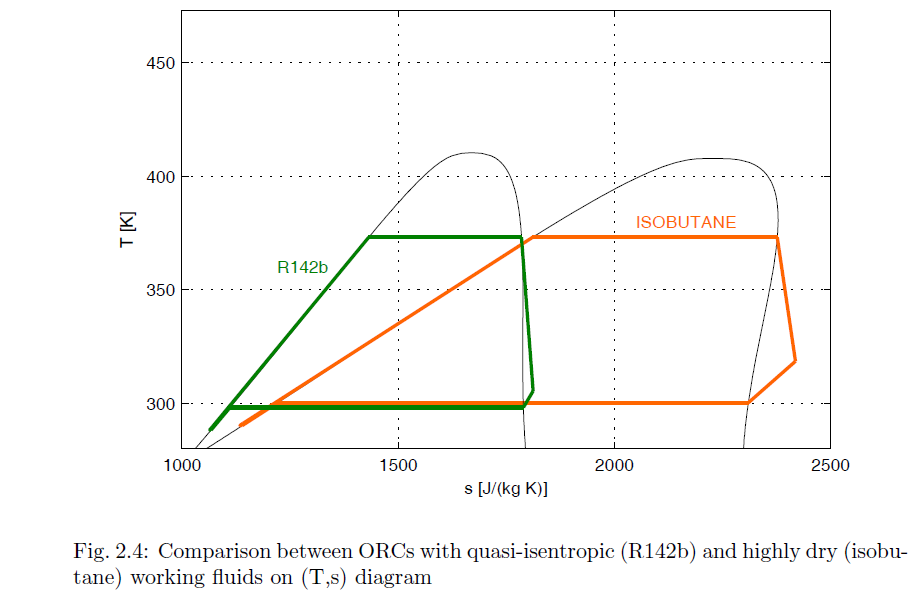 450
400
350
300
T [K]
ISOBUTANE
R142b
1000
1500
2000
2500
s [J/(kg K)]
Fig. 2.4: Comparison between ORCs with quasi-isentropic (R142b) and highly dry (isobu-
tane) working fluids on (T,s) diagram